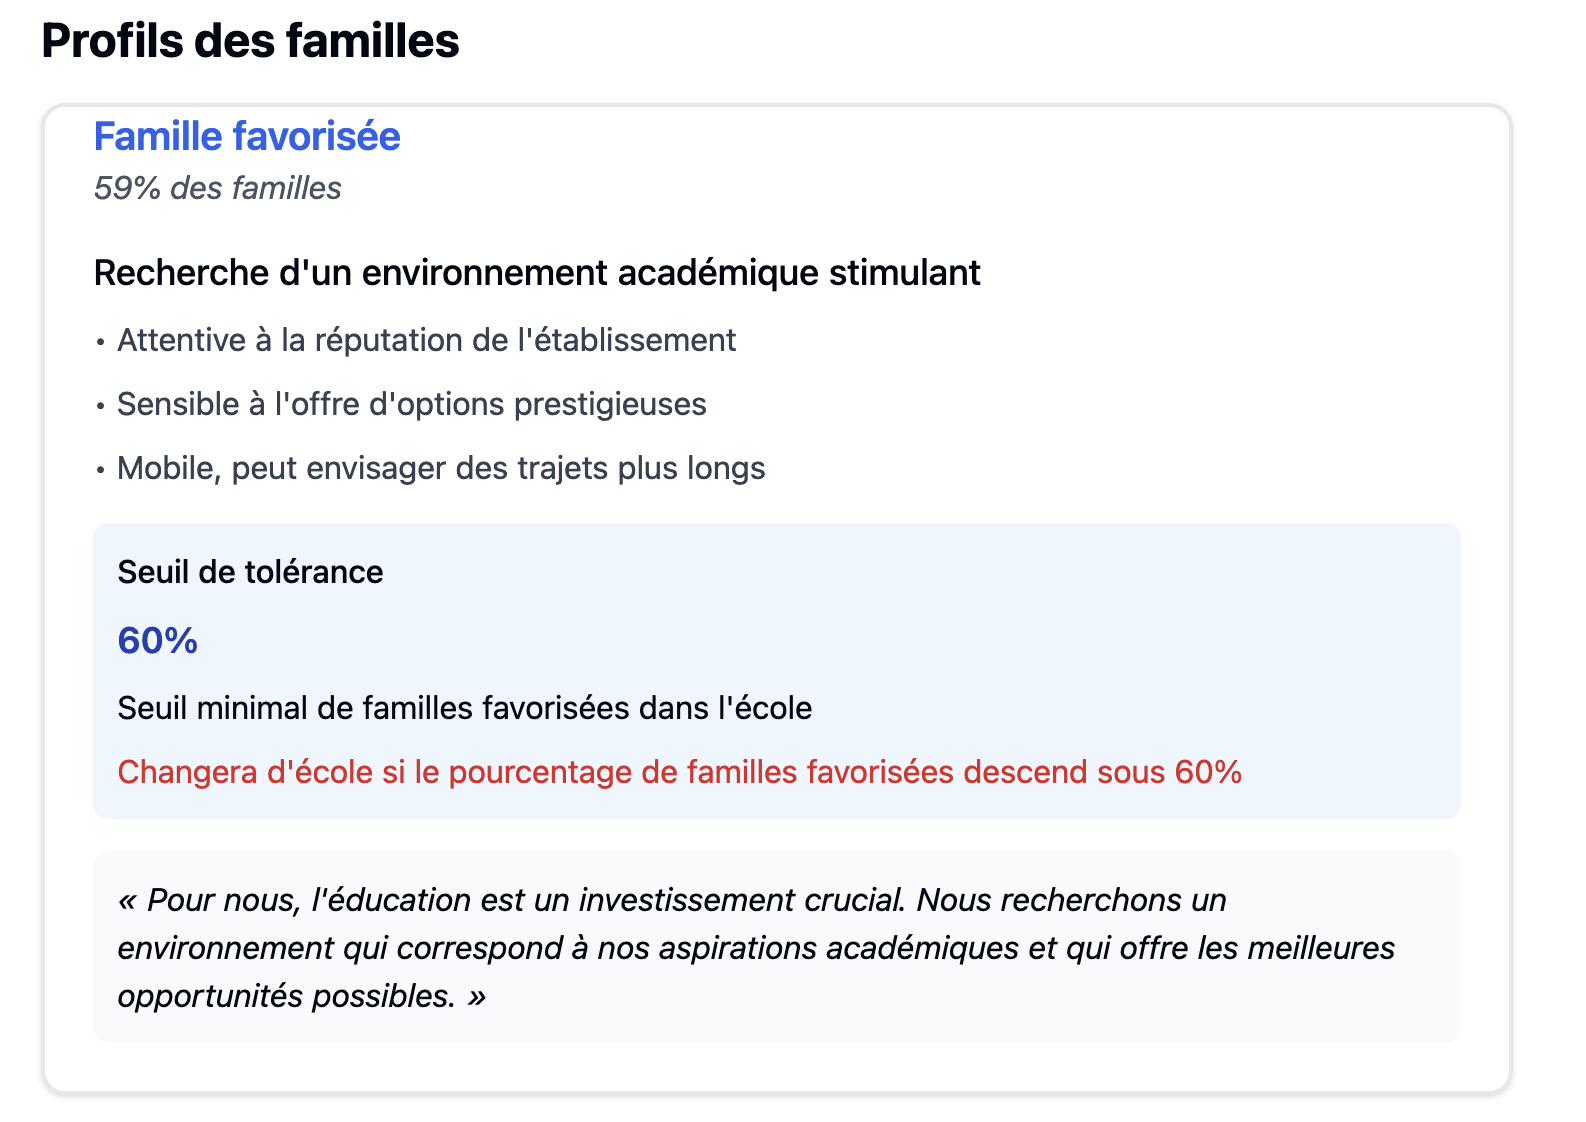 Profils des familles
Famille favorisée
59% des familles
Recherche d'un environnement académique stimulant
• Attentive à la réputation de l'établissement
• Sensible à l'offre d'options prestigieuses
• Mobile, peut envisager des trajets plus longs
Seuil de tolérance
60%
Seuil minimal de familles favorisées dans l'école
Changera d'école si le pourcentage de familles favorisées descend sous 60%
« Pour nous, l'éducation est un investissement crucial. Nous recherchons un
environnement qui correspond à nos aspirations académiques et qui offre les meilleures
opportunités possibles. »